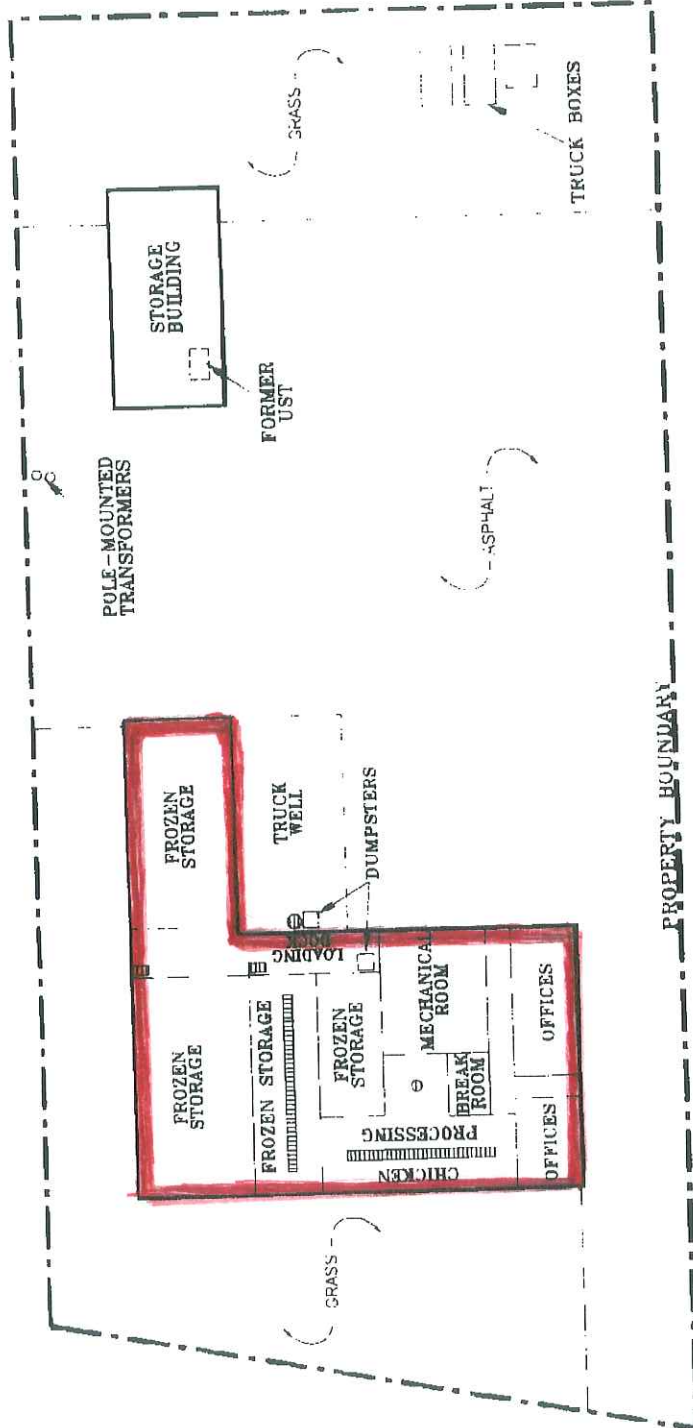 GRASS
TRUCK BOXES
STORAGE
BUILDING
FORMER
UST
POLE-MOUNTED
TRANSFORMERS
ASPHALT
PROPERTY BOUNDARY
FROZEN
STORAGE
TRUCK
WELL
DUMPSTERS
LOADING
DOCK
FROZEN
STORAGE
FROZEN STORAGE
FROZEN
STORAGE
MECHANICAL
ROOM
BREAK
ROOM
CHICKEN
PROCESSING
OFFICES
OFFICES
GRASS